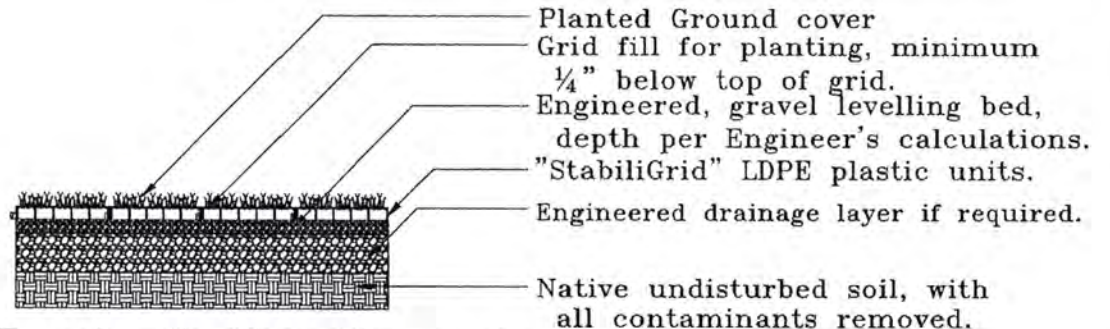 Planted Ground cover
Grid fill for planting, minimum
¼" below top of grid.
Engineered, gravel levelling bed,
depth per Engineer's calculations.
"StabiliGrid" LDPE plastic units.
Engineered drainage layer if required.
Native undisturbed soil, with
all contaminants removed.